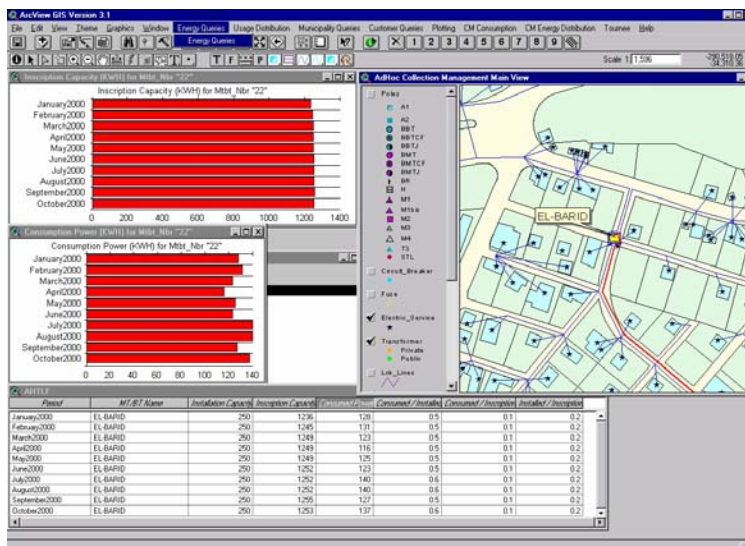 ArcView GIS Version 3.1
File Edit View Theme Graphics Window Energy Queries Usage Distribution Municipality Queries Customer Queries Plotting CM Consumption CM Energy Distribution Tournee Help
Energy Queries
1 2 3 4 5 6 7 8 9
T F P
Scale 1: 1,506
Inscription Capacity (KWH) for Mtbt_Nbr "22"
Inscription Capacity (KWH) for Mtbt_Nbr "22"
January2000
February2000
March2000
April2000
May2000
June2000
July2000
August2000
September2000
October2000
0 200 400 600 800 1000 1200 1400
Consumption Power (KWH) for Mtbt_Nbr "22"
Consumption Power (KWH) for Mtbt_Nbr "22"
January2000
February2000
March2000
April2000
May2000
June2000
July2000
August2000
September2000
October2000
0 20 40 60 80 100 120 140
AdHoc Collection Management Main View
Poles
A1
A2
BBT
BBTCF
BBTJ
BMT
BMTCF
BMTJ
BR
H
M1
M1bis
M2
M3
M4
T3
STL
Circuit_Breaker
Fuse
Electric_Service
Transformer
Private
Public
EL-BARID
Period MT/BT Name Installation Capacity Inscription Capacity Consumed Power Consumed / Installed Consumed / Inscription Installed / Inscription
January2000 EL-BARID 250 1236 128 0.5 0.1 0.2
February2000 EL-BARID 250 1245 131 0.5 0.1 0.2
March2000 EL-BARID 250 1249 123 0.5 0.1 0.2
April2000 EL-BARID 250 1249 116 0.5 0.1 0.2
May2000 EL-BARID 250 1249 125 0.5 0.1 0.2
June2000 EL-BARID 250 1252 123 0.5 0.1 0.2
July2000 EL-BARID 250 1252 140 0.6 0.1 0.2
August2000 EL-BARID 250 1252 140 0.6 0.1 0.2
September2000 EL-BARID 250 1255 127 0.5 0.1 0.2
October2000 EL-BARID 250 1253 137 0.6 0.1 0.2